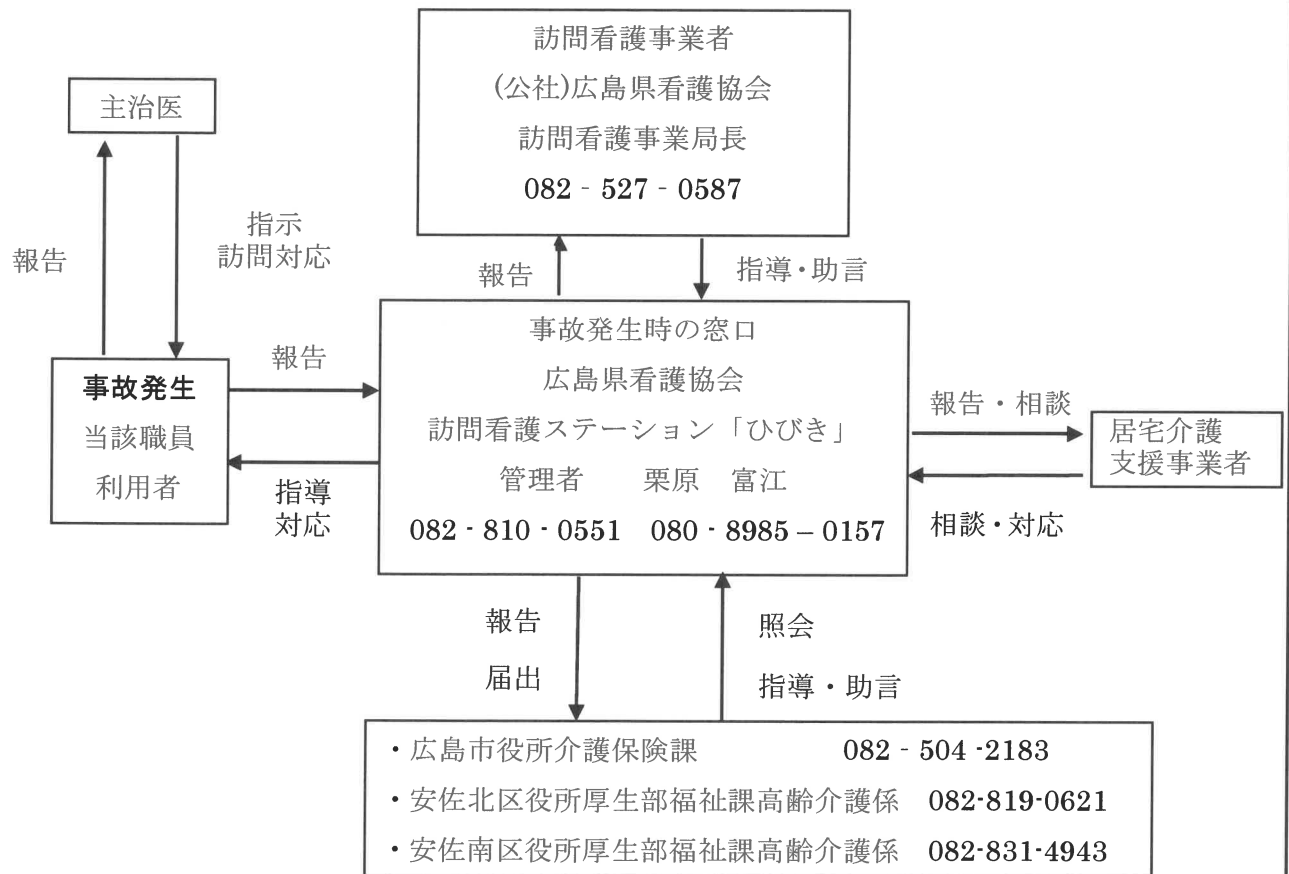 訪問看護事業者
(公社)広島県看護協会
訪問看護事業局長
082‐527‐0587
主治医
報告
指示
訪問対応
報告
指導・助言
事故発生
当該職員
利用者
報告
指導
対応
事故発生時の窓口
広島県看護協会
訪問看護ステーション「ひびき」
管理者　栗原　富江
082‐810‐0551　080‐8985－0157
報告・相談
相談・対応
居宅介護
支援事業者
報告
届出
照会
指導・助言
・広島市役所介護保険課　082‐504‐2183
・安佐北区役所厚生部福祉課高齢介護係　082-819-0621
・安佐南区役所厚生部福祉課高齢介護係　082-831-4943